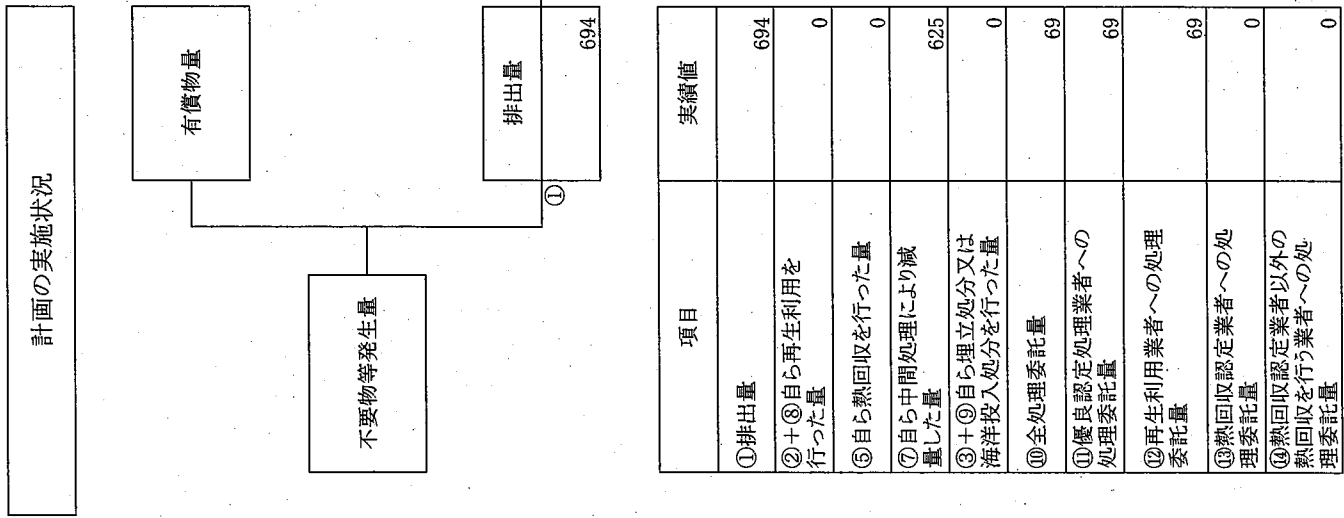 計画の実施状況
有償物量
不要物等発生量
排出量
①
694
項目
実績値
①排出量
694
②+⑧自ら再生利用を
行った量
0
⑤自ら熱回収を行った量
0
⑦自ら中間処理により減
量した量
625
③+⑨自ら埋立処分又は
海洋投入処分を行った量
0
⑩全処理委託量
69
⑪優良認定処理業者への
処理委託量
69
⑫再生利用業者への処理
委託量
69
⑬熱回収認定業者への処
理委託量
0
⑭熱回収認定業者以外の
熱回収を行う業者への処
理委託量
0